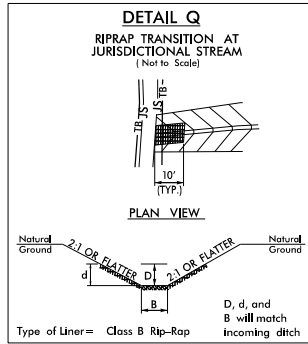 DETAIL Q
RIPRAP TRANSITION AT
JURISDICTIONAL STREAM
( Not to Scale)
TB
JS
JS
TB
10'
(TYP.)
PLAN VIEW
Natural
Ground
2:1 OR FLATTER
d
D
2:1 OR FLATTER
Natural
Ground
B
D, d, and
B will match
incoming ditch
Type of Liner= Class B Rip-Rap